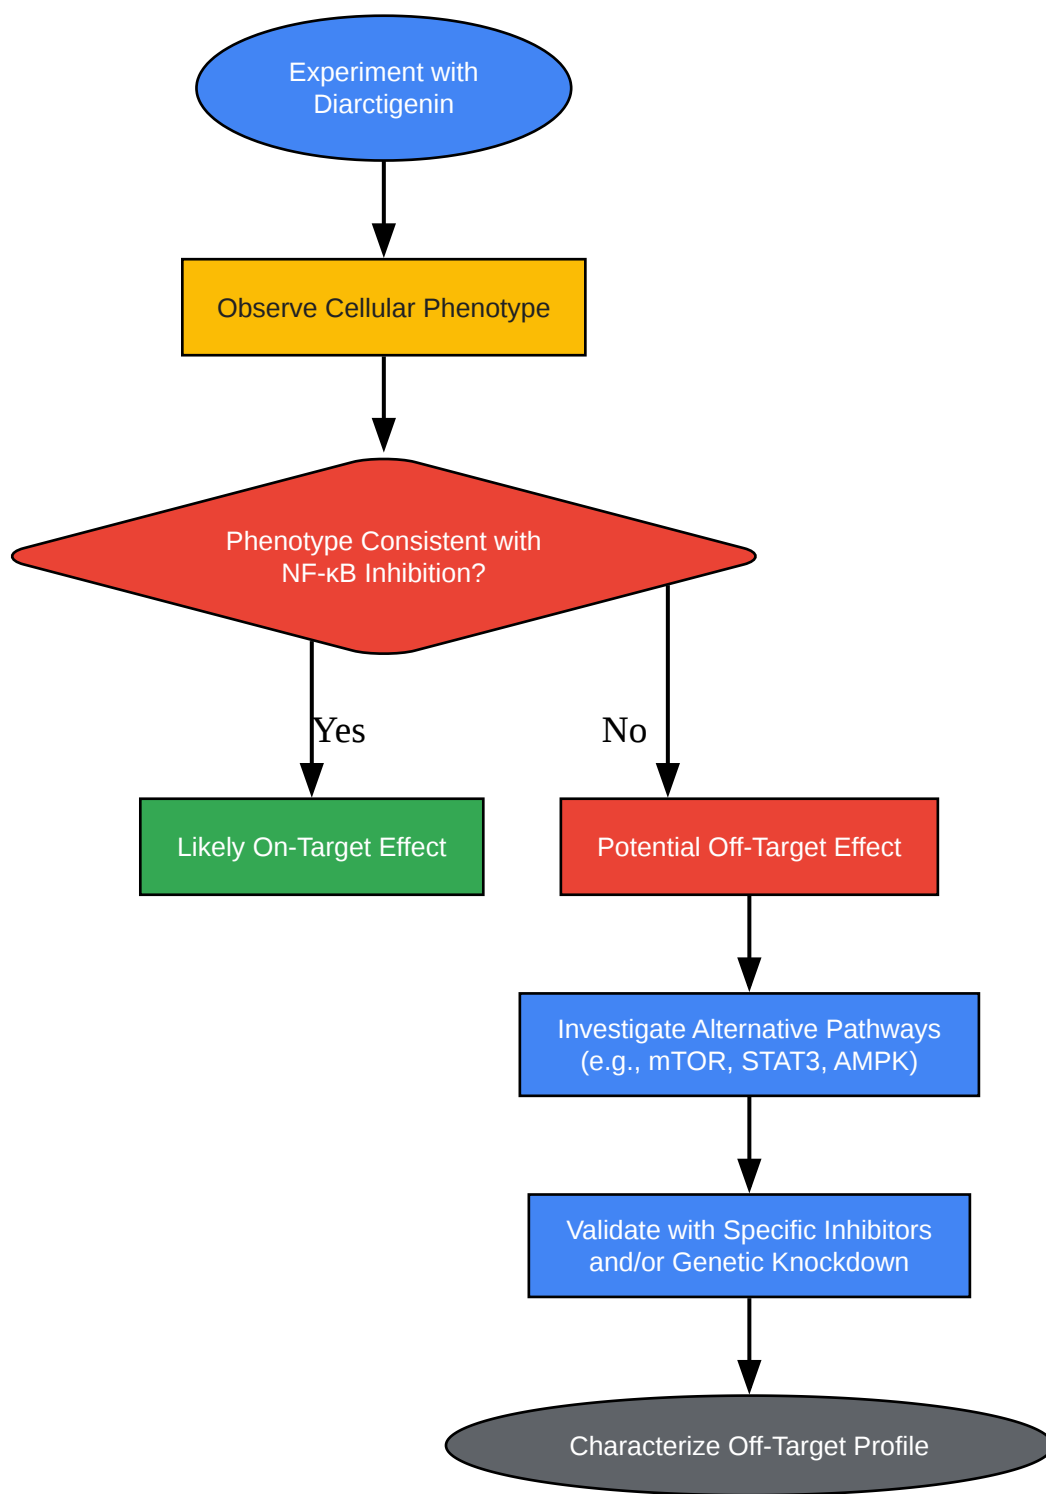 Experiment with
Diarctigenin
Observe Cellular Phenotype
Phenotype Consistent with
NF-κB Inhibition?
Yes
No
Likely On-Target Effect
Potential Off-Target Effect
Investigate Alternative Pathways
(e.g., mTOR, STAT3, AMPK)
Validate with Specific Inhibitors
and/or Genetic Knockdown
Characterize Off-Target Profile